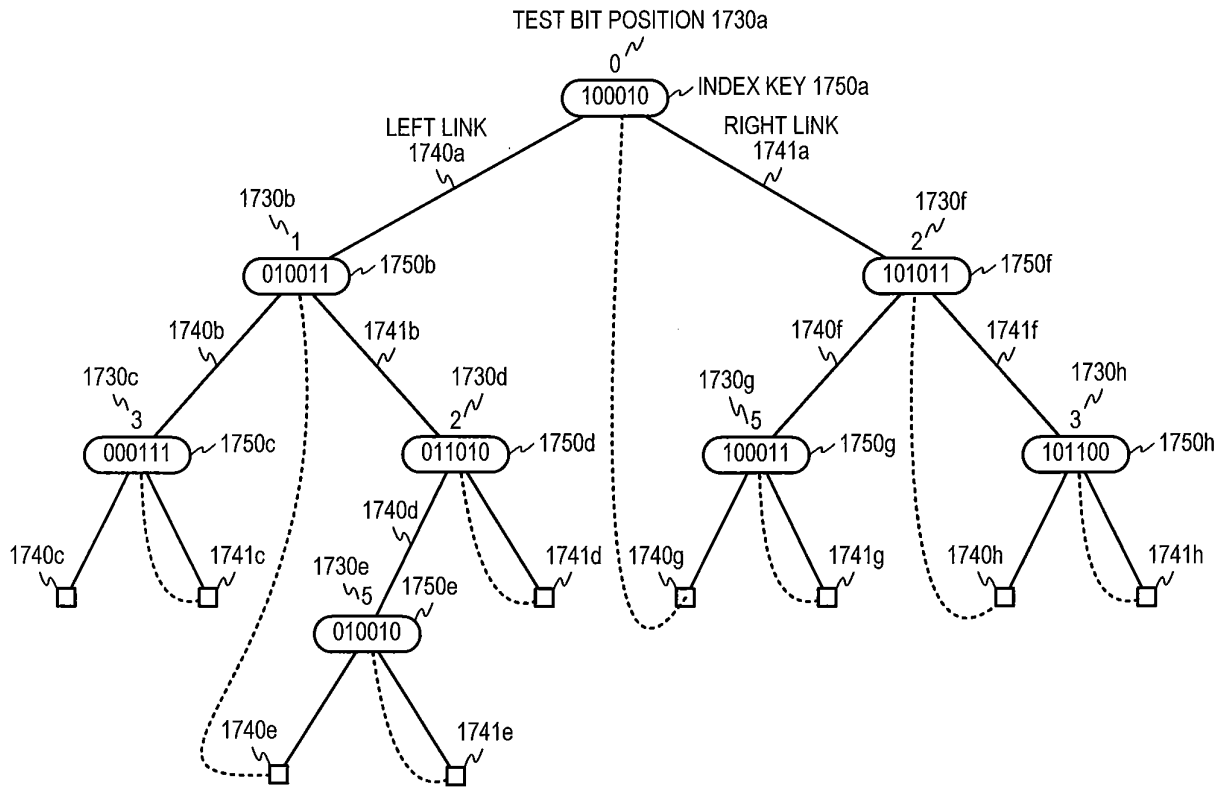 TEST BIT POSITION 1730a
0
100010
INDEX KEY 1750a
LEFT LINK
1740a
RIGHT LINK
1741a
1730b
1
010011
1750b
1730f
2
101011
1750f
1740b
1741b
1740f
1741f
1730c
3
000111
1750c
1730d
2
011010
1750d
1730g
5
100011
1750g
1730h
3
101100
1750h
1740c
1741c
1740d
1741d
1740g
1741g
1740h
1741h
1730e
5
010010
1750e
1740e
1741e